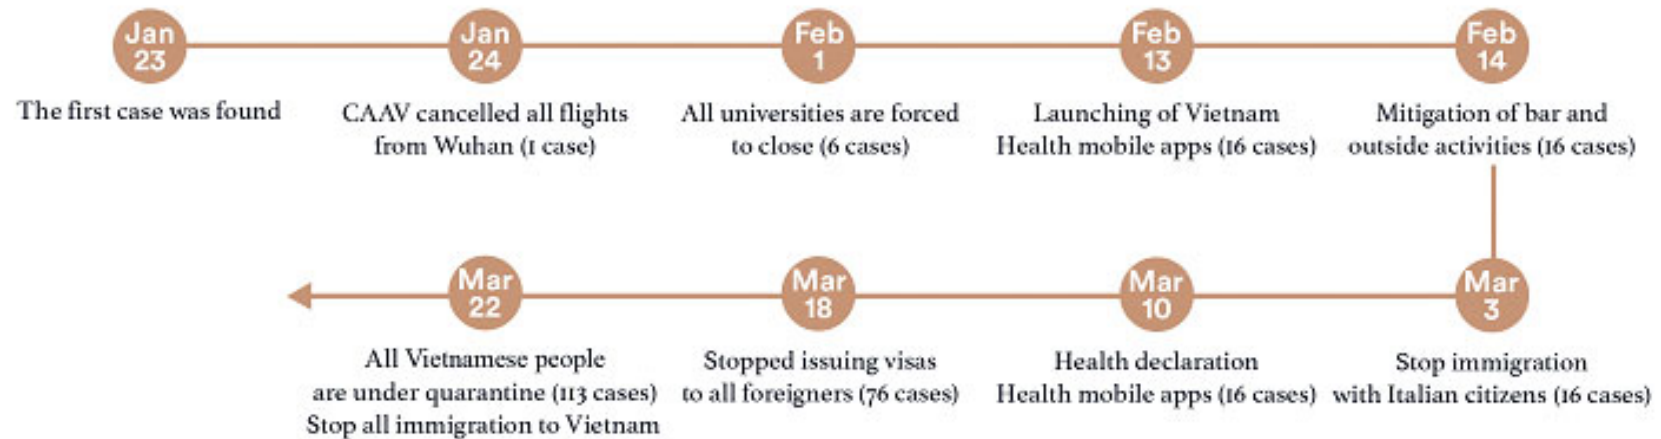 Jan
23
The first case was found
Jan
24
CAAV cancelled all flights
from Wuhan (1 case)
Feb
1
All universities are forced
to close (6 cases)
Feb
13
Launching of Vietnam
Health mobile apps (16 cases)
Feb
14
Mitigation of bar and
outside activities (16 cases)
Mar
3
Stop immigration
with Italian citizens (16 cases)
Mar
10
Health declaration
Health mobile apps (16 cases)
Mar
18
Stopped issuing visas
to all foreigners (76 cases)
Mar
22
All Vietnamese people
are under quarantine (113 cases)
Stop all immigration to Vietnam